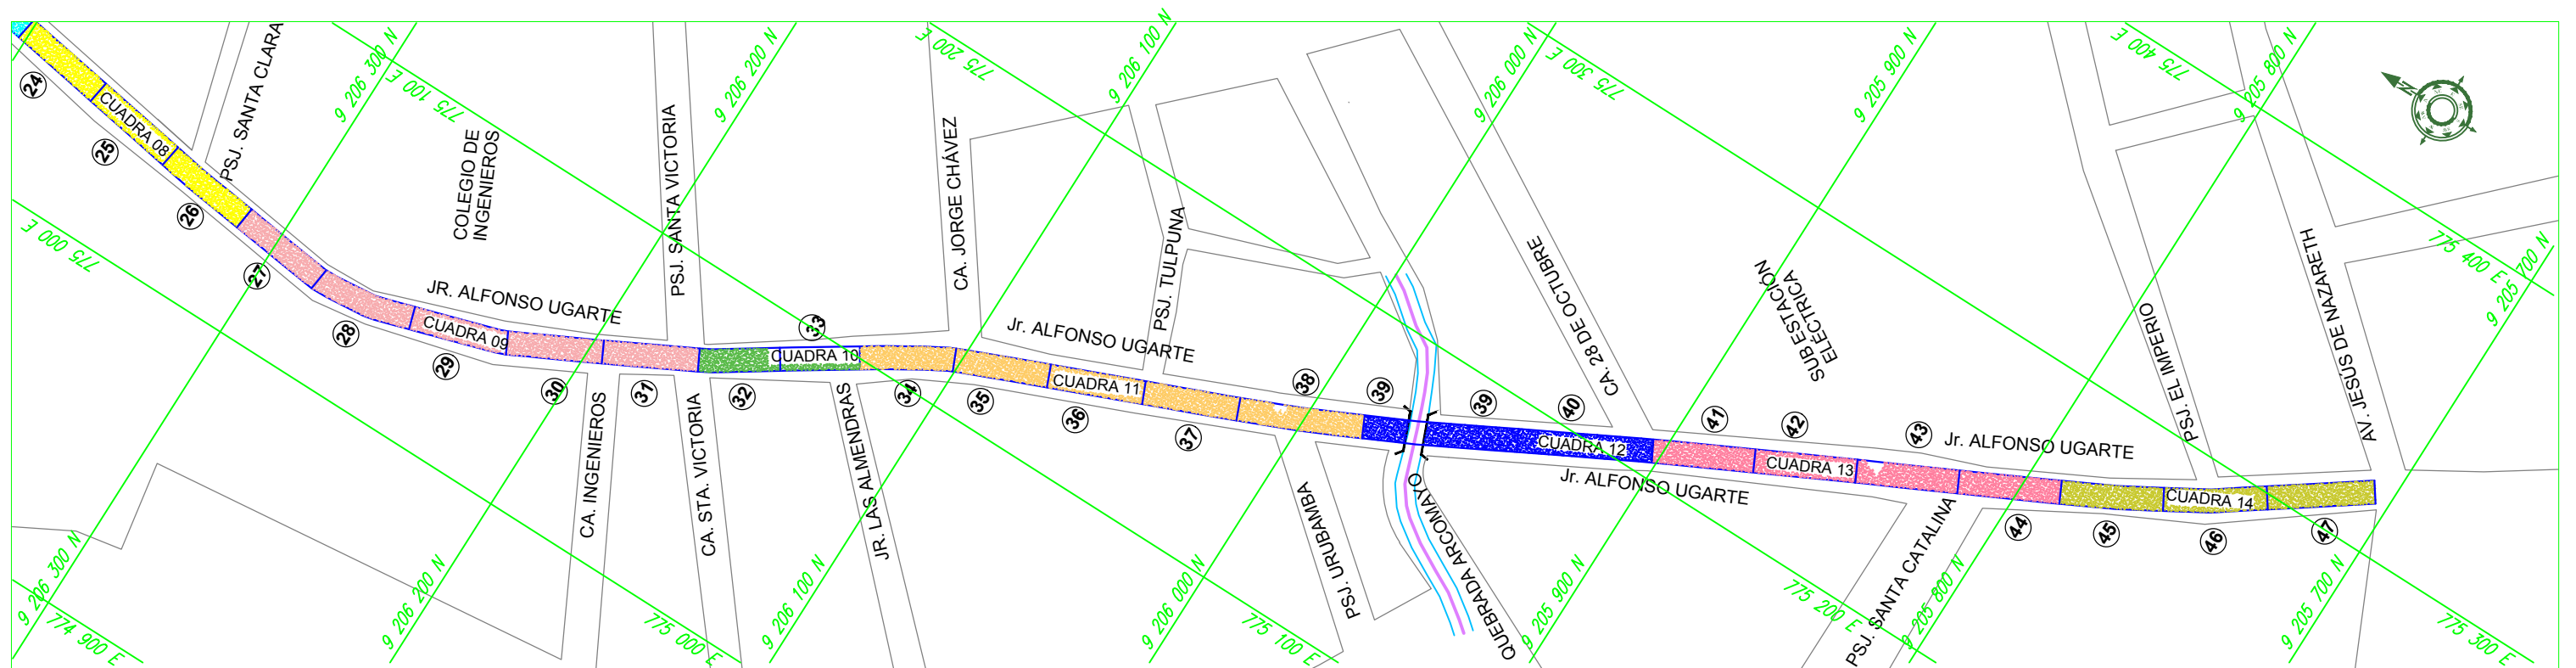 24
25
26
27
28
29
30
31
32
33
34
35
36
37
38
39
39
40
41
42
43
44
45
46
47
CUADRA 08
CUADRA 09
CUADRA 10
CUADRA 11
CUADRA 12
CUADRA 13
CUADRA 14
PSJ. SANTA CLARA
COLEGIO DE
INGENIEROS
JR. ALFONSO UGARTE
PSJ. SANTA VICTORIA
CA. INGENIEROS
CA. STA. VICTORIA
JR. LAS ALMENDRAS
CA. JORGE CHÁVEZ
Jr. ALFONSO UGARTE
PSJ. TULPUNA
PSJ. URUBAMBA
QUEBRADA ARCOMAYO
CA. 28 DE OCTUBRE
Jr. ALFONSO UGARTE
SUB ESTACIÓN
ELÉCTRICA
PSJ. SANTA CATALINA
Jr. ALFONSO UGARTE
PSJ. EL IMPERIO
AV. JESUS DE NAZARETH
9 206 300 N
775 100 E
9 206 200 N
9 206 100 N
775 200 E
9 206 000 N
775 300 E
9 205 900 N
775 400 E
9 205 800 N
775 400 E
9 205 700 N
775 000 E
9 206 300 N
774 900 E
9 206 200 N
775 000 E
9 206 100 N
9 206 000 N
775 100 E
9 205 900 N
775 200 E
9 205 800 N
9 205 700 N
775 300 E
N